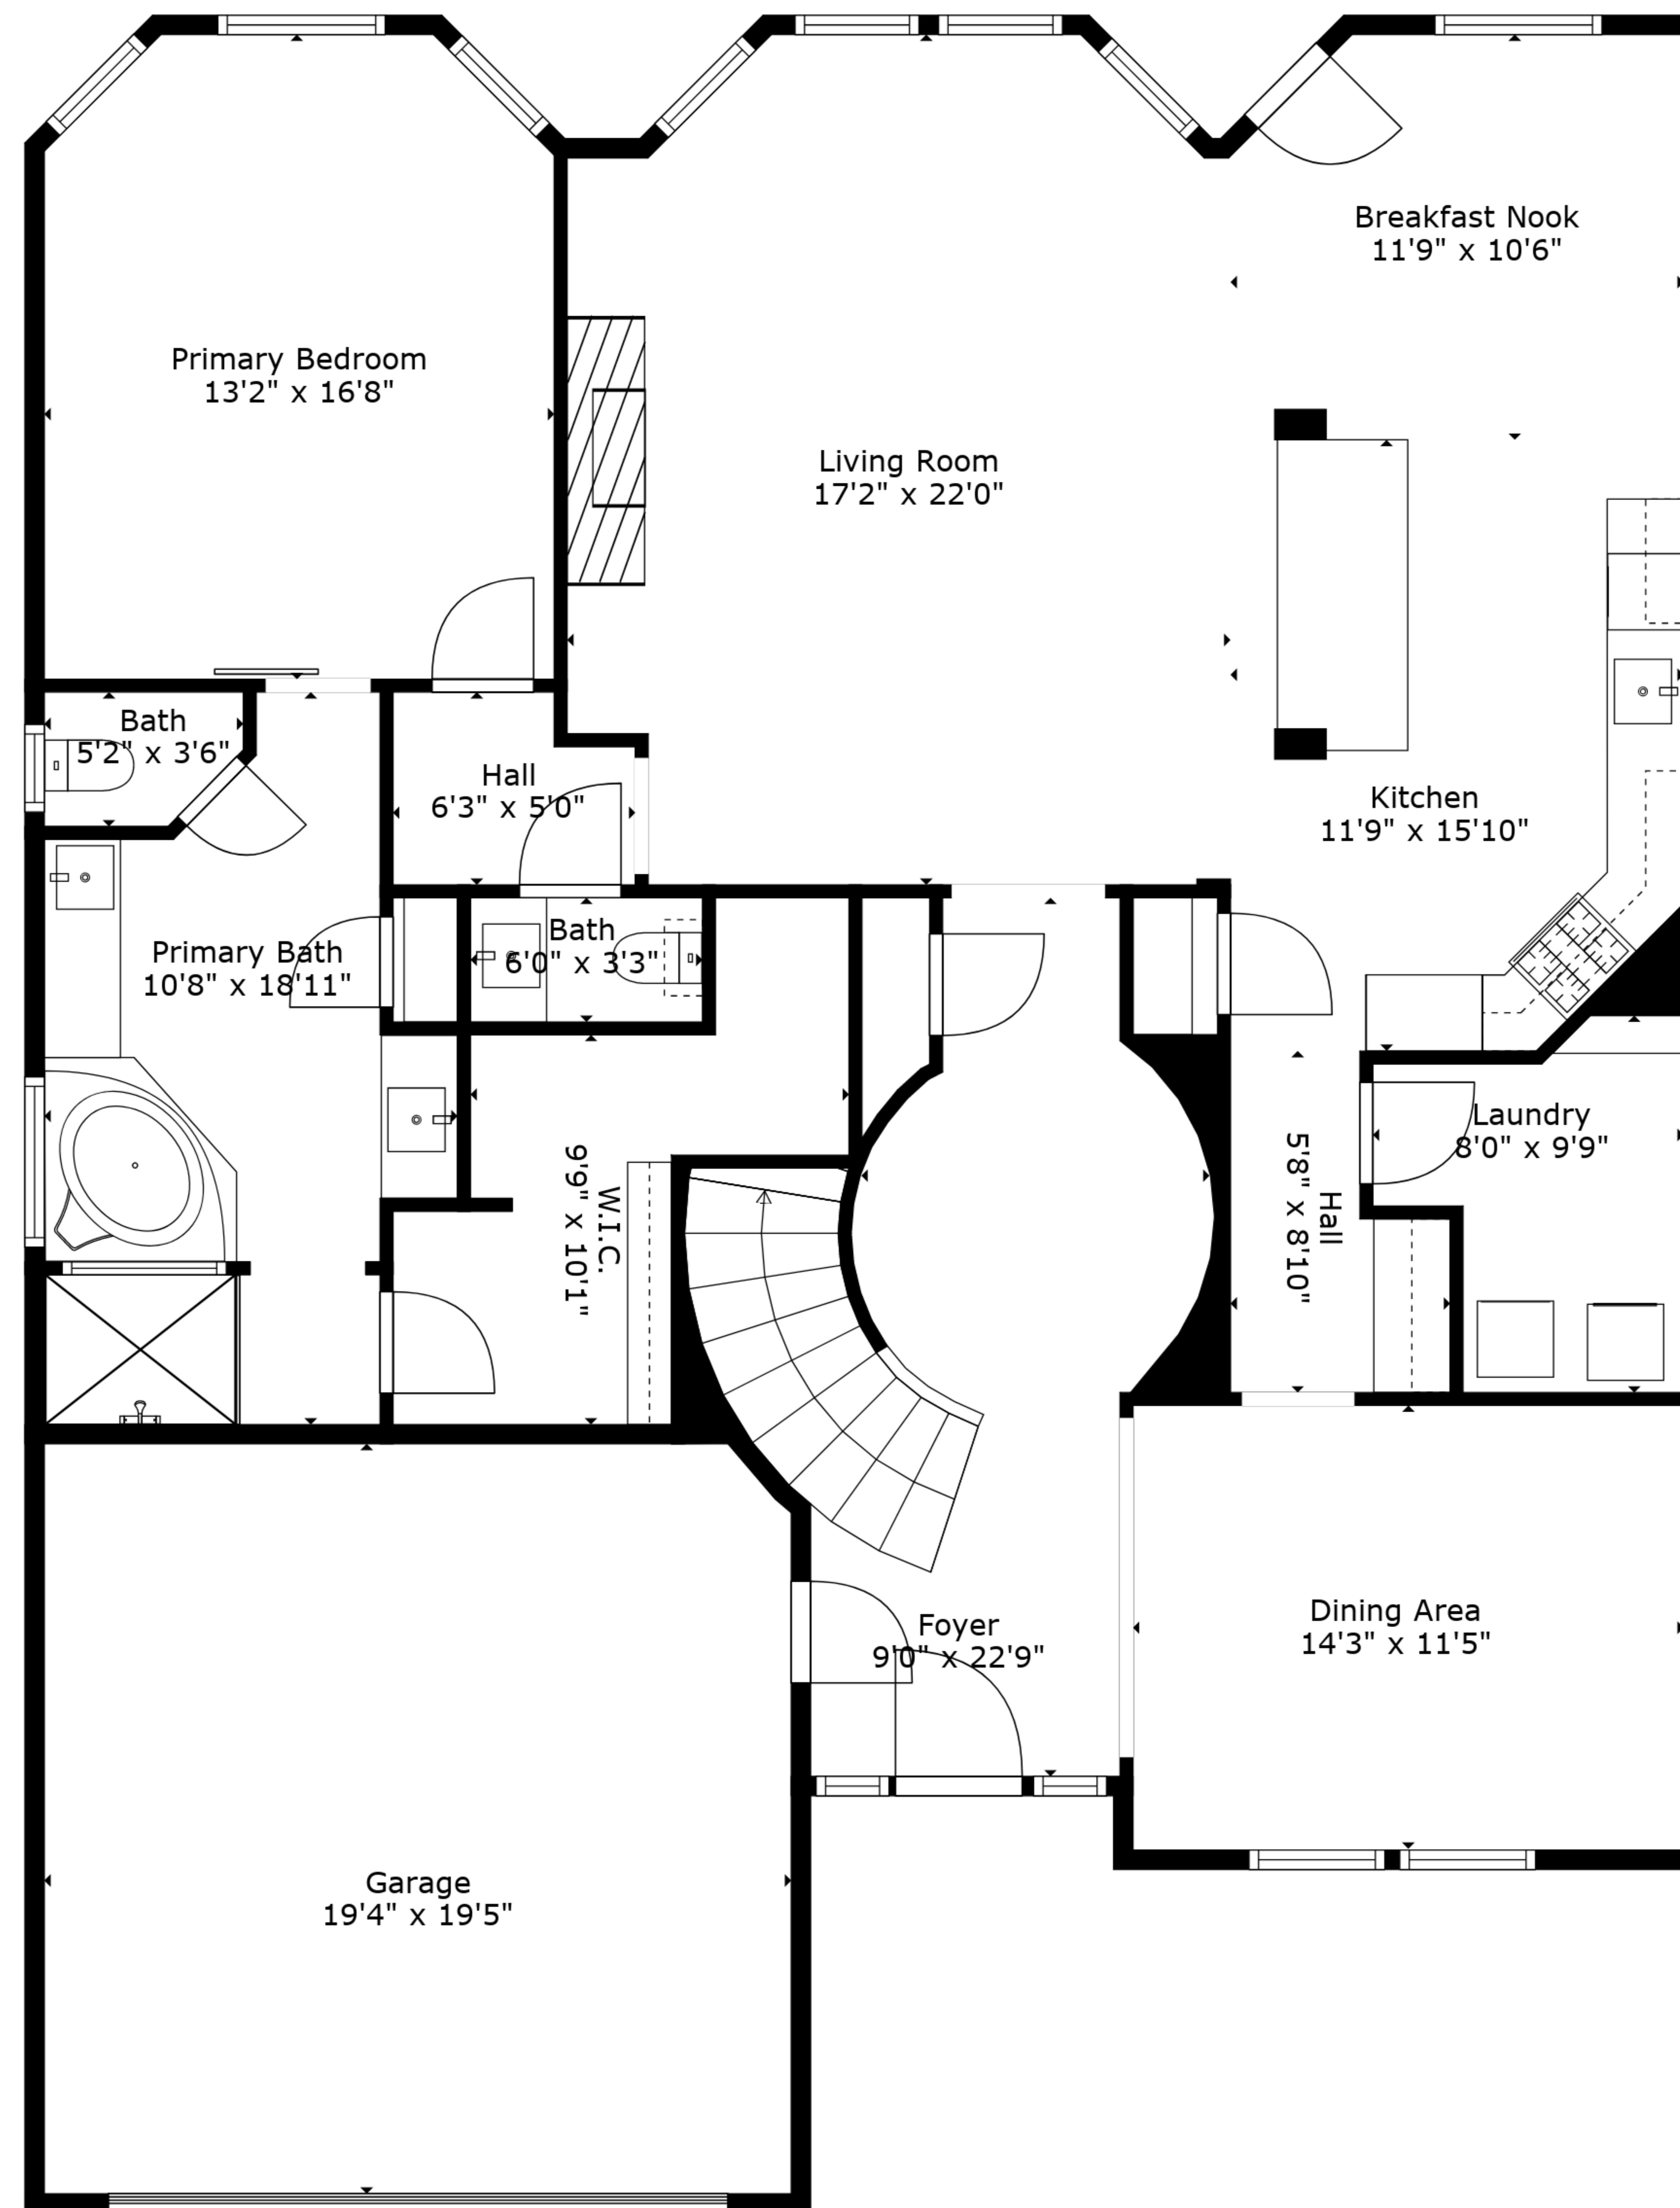 Breakfast Nook
11'9" x 10'6"
Primary Bedroom
13'2" x 16'8"
Living Room
17'2" x 22'0"
Bath
5'2" x 3'6"
Hall
6'3" x 5'0"
Kitchen
11'9" x 15'10"
Primary Bath
10'8" x 18'11"
Bath
6'0" x 3'3"
Laundry
8'0" x 9'9"
W.I.C.
9'9" x 10'1"
Hall
5'8" x 8'10"
Foyer
9'0" x 22'9"
Dining Area
14'3" x 11'5"
Garage
19'4" x 19'5"